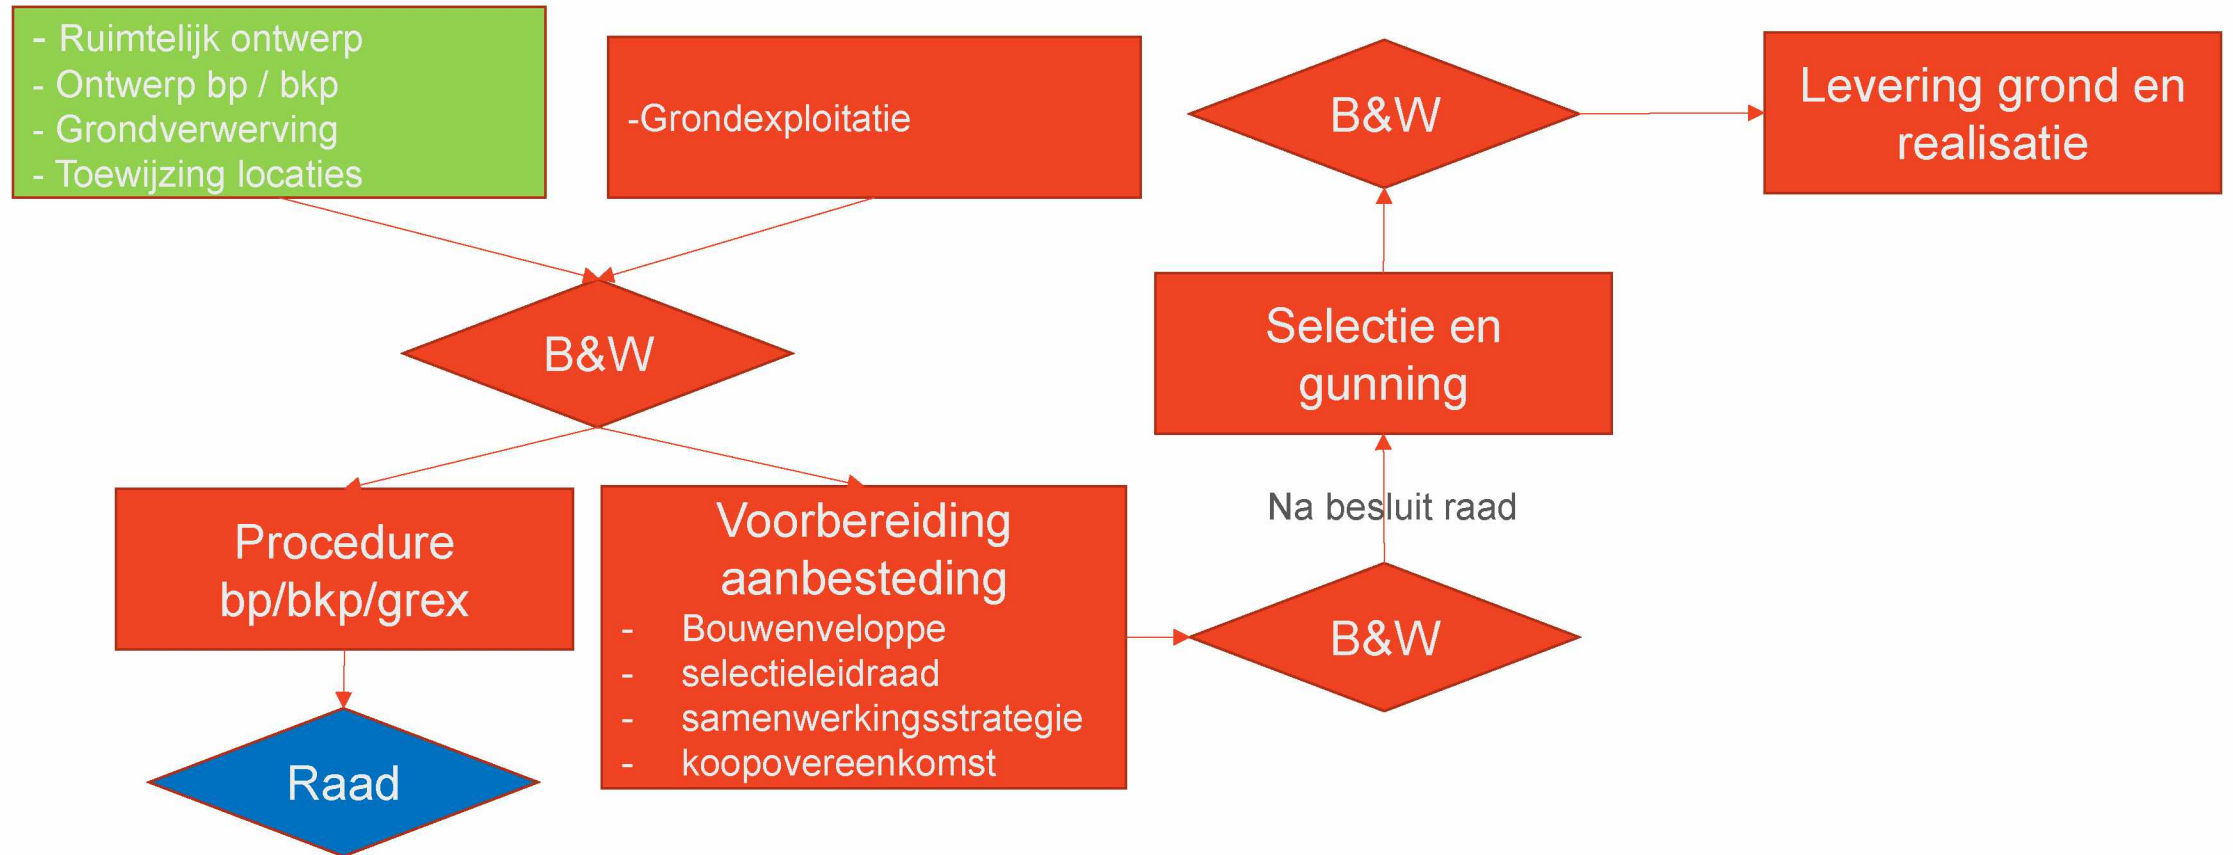 - Ruimtelijk ontwerp
- Ontwerp bp / bkp
- Grondverwerving
- Toewijzing locaties
-Grondexploitatie
B&W
Levering grond en
realisatie
B&W
Selectie en
gunning
Na besluit raad
Procedure
bp/bkp/grex
Voorbereiding
aanbesteding
- Bouwenveloppe
- selectieleidraad
- samenwerkingsstrategie
- koopovereenkomst
B&W
Raad